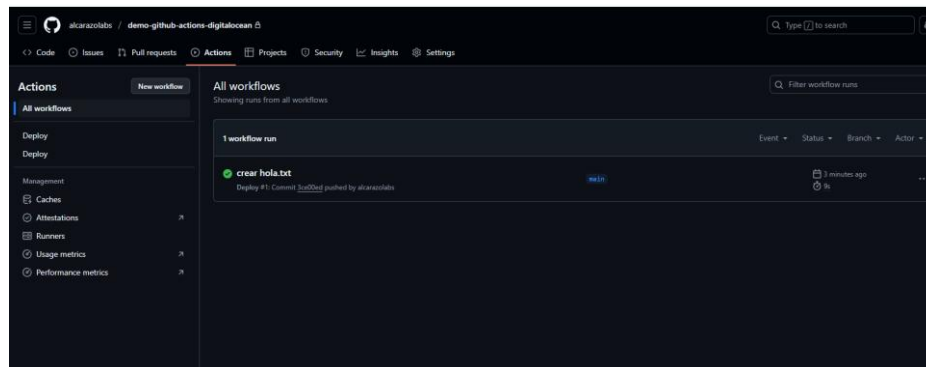 alcarazolabs / demo-github-actions-digitalocean
Type / to search
Code Issues Pull requests Actions Projects Security Insights Settings
Actions
New workflow
All workflows
Deploy
Deploy
Management
Caches
Attestations
Runners
Usage metrics
Performance metrics
All workflows
Showing runs from all workflows
Filter workflow runs
1 workflow run
Event Status Branch Actor
crear hola.txt
Deploy #1: Commit 3ce00ed pushed by alcarazolabs
main
3 minutes ago
9s